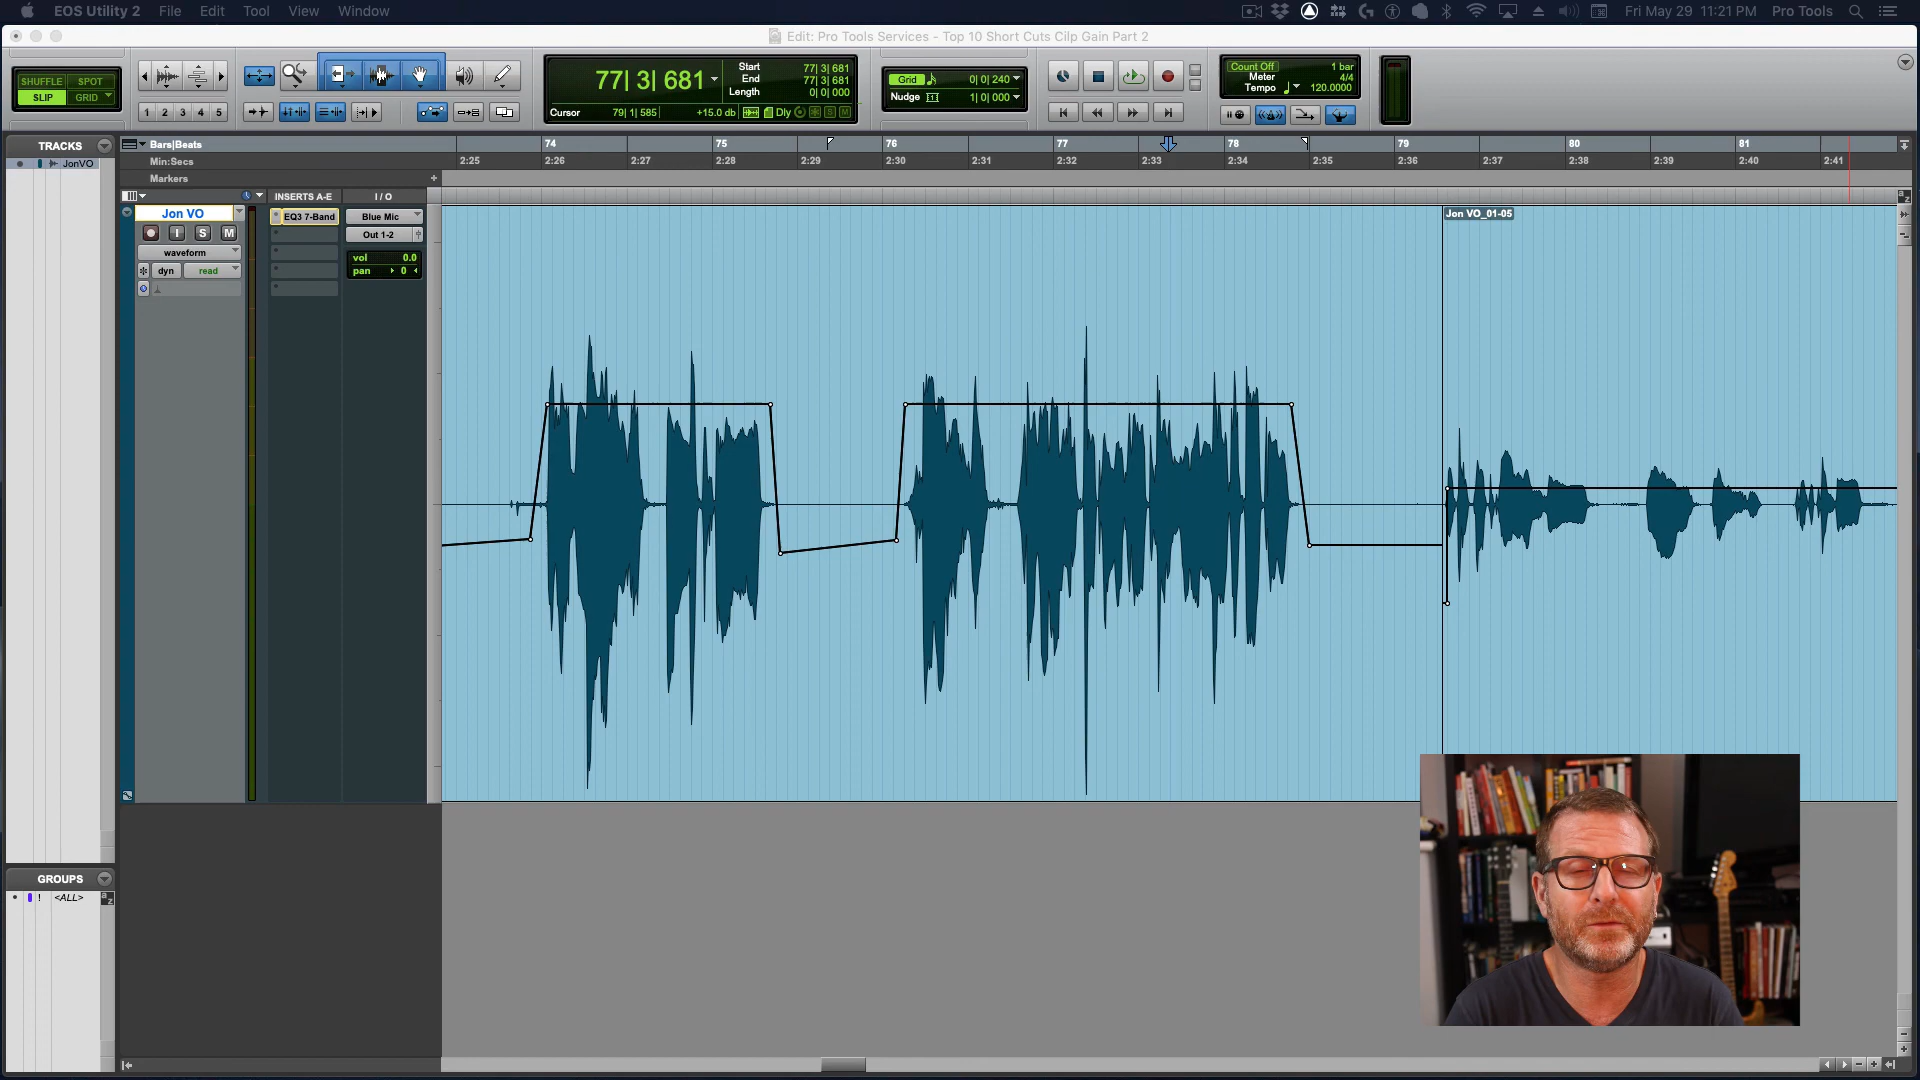 EOS Utility 2 File Edit Tool View Window Fri May 29 11:21 PM Pro Tools
Edit: Pro Tools Services - Top 10 Short Cuts Cilp Gain Part 2
SHUFFLE SPOT
SLIP GRID
1 2 3 4 5
77| 3| 681
Start 77| 3| 681
End 77| 3| 681
Length 0| 0| 000
Cursor 79| 1| 585 +15.0 db Dly S M
Grid 0| 0| 240
Nudge 1| 0| 000
Count Off 1 bar
Meter 4/4
Tempo 120.0000
TRACKS
JonVO
Bars|Beats 74 75 76 77 78 79 80 81
Min:Secs 2:25 2:26 2:27 2:28 2:29 2:30 2:31 2:32 2:33 2:34 2:35 2:36 2:37 2:38 2:39 2:40 2:41
Markers +
INSERTS A-E I / O
Jon VO EQ3 7-Band Blue Mic
I S M Out 1-2
waveform
dyn read
vol 0.0
pan 0
Jon VO_01-05
GROUPS
! <ALL>
a z